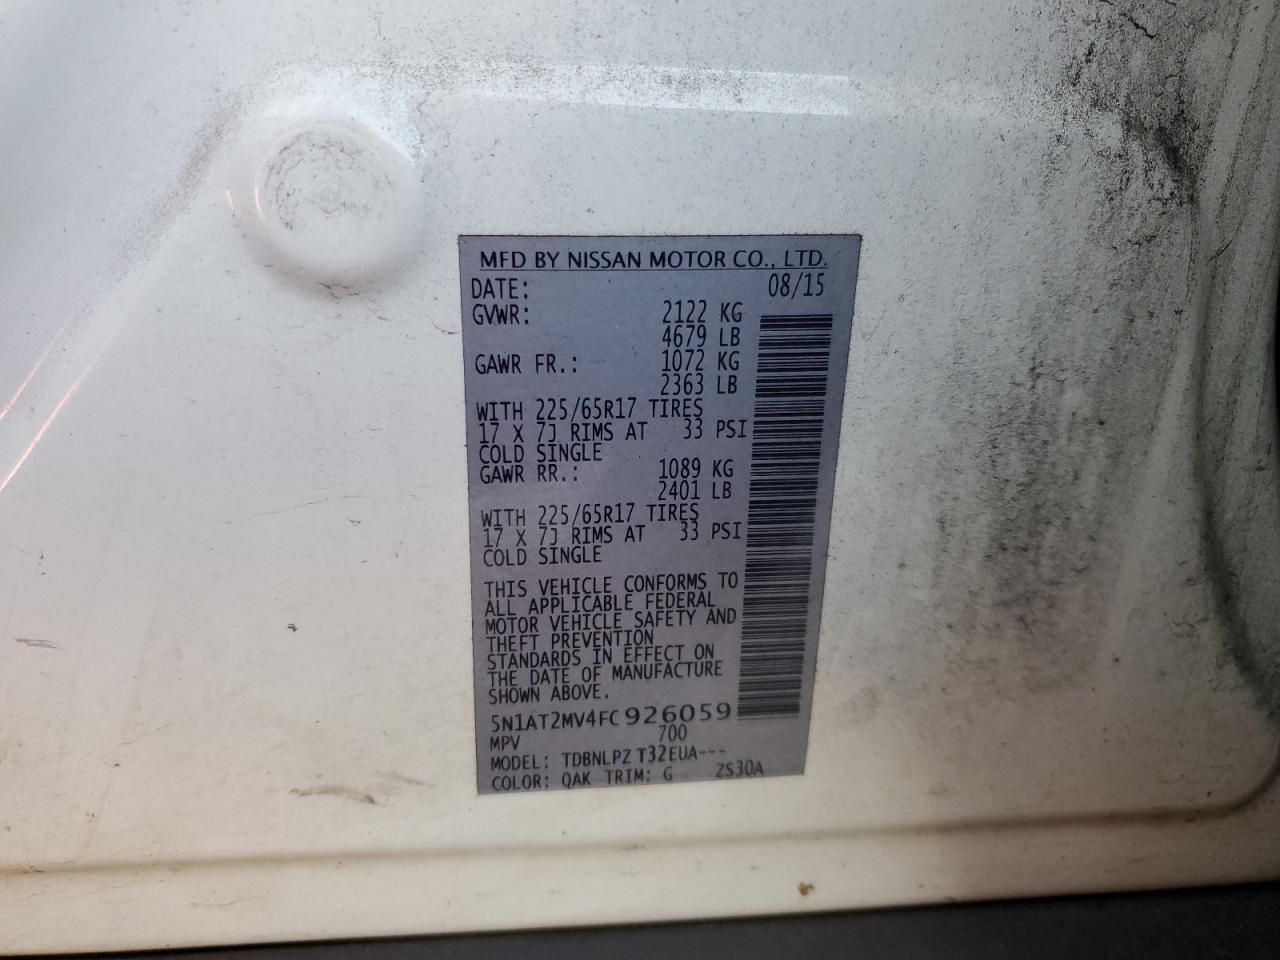 MFD BY NISSAN MOTOR CO., LTD.
DATE: 08/15
GVWR: 2122 KG
4679 LB
GAWR FR.: 1072 KG
2363 LB
WITH 225/65R17 TIRES
17 X 7J RIMS AT 33 PSI
COLD SINGLE
GAWR RR.: 1089 KG
2401 LB
WITH 225/65R17 TIRES
17 X 7J RIMS AT 33 PSI
COLD SINGLE
THIS VEHICLE CONFORMS TO
ALL APPLICABLE FEDERAL
MOTOR VEHICLE SAFETY AND
THEFT PREVENTION
STANDARDS IN EFFECT ON
THE DATE OF MANUFACTURE
SHOWN ABOVE.
5N1AT2MV4FC926059
MPV 700
MODEL: TDBNLPZ T32EUA---
COLOR: QAK TRIM: G ZS30A